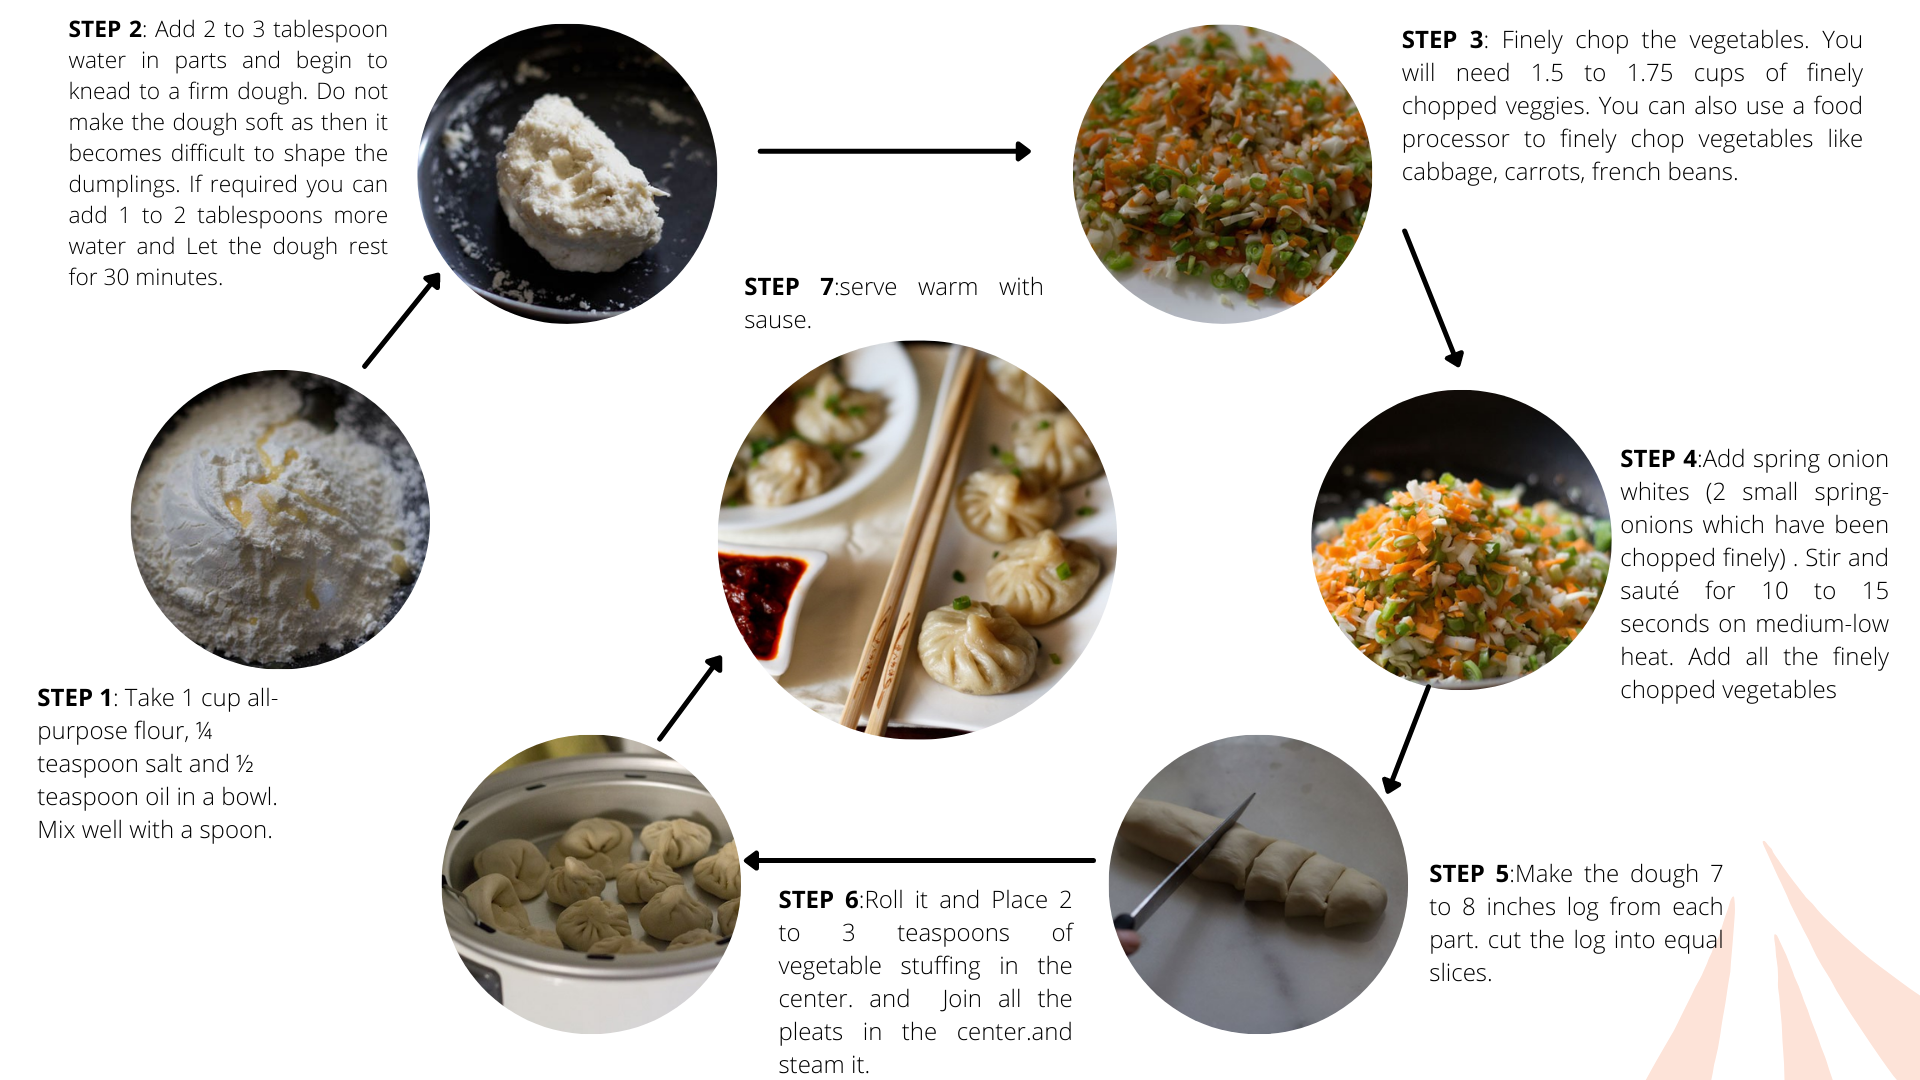 STEP 1: Take 1 cup all-
purpose flour, ¼
teaspoon salt and ½
teaspoon oil in a bowl.
Mix well with a spoon.
STEP 2: Add 2 to 3 tablespoon
water in parts and begin to
knead to a firm dough. Do not
make the dough soft as then it
becomes difficult to shape the
dumplings. If required you can
add 1 to 2 tablespoons more
water and Let the dough rest
for 30 minutes.
STEP 3: Finely chop the vegetables. You
will need 1.5 to 1.75 cups of finely
chopped veggies. You can also use a food
processor to finely chop vegetables like
cabbage, carrots, french beans.
STEP 4:Add spring onion
whites (2 small spring-
onions which have been
chopped finely) . Stir and
sauté for 10 to 15
seconds on medium-low
heat. Add all the finely
chopped vegetables
STEP 5:Make the dough 7
to 8 inches log from each
part. cut the log into equal
slices.
STEP 6:Roll it and Place 2
to 3 teaspoons of
vegetable stuffing in the
center. and Join all the
pleats in the center.and
steam it.
STEP 7:serve warm with
sause.